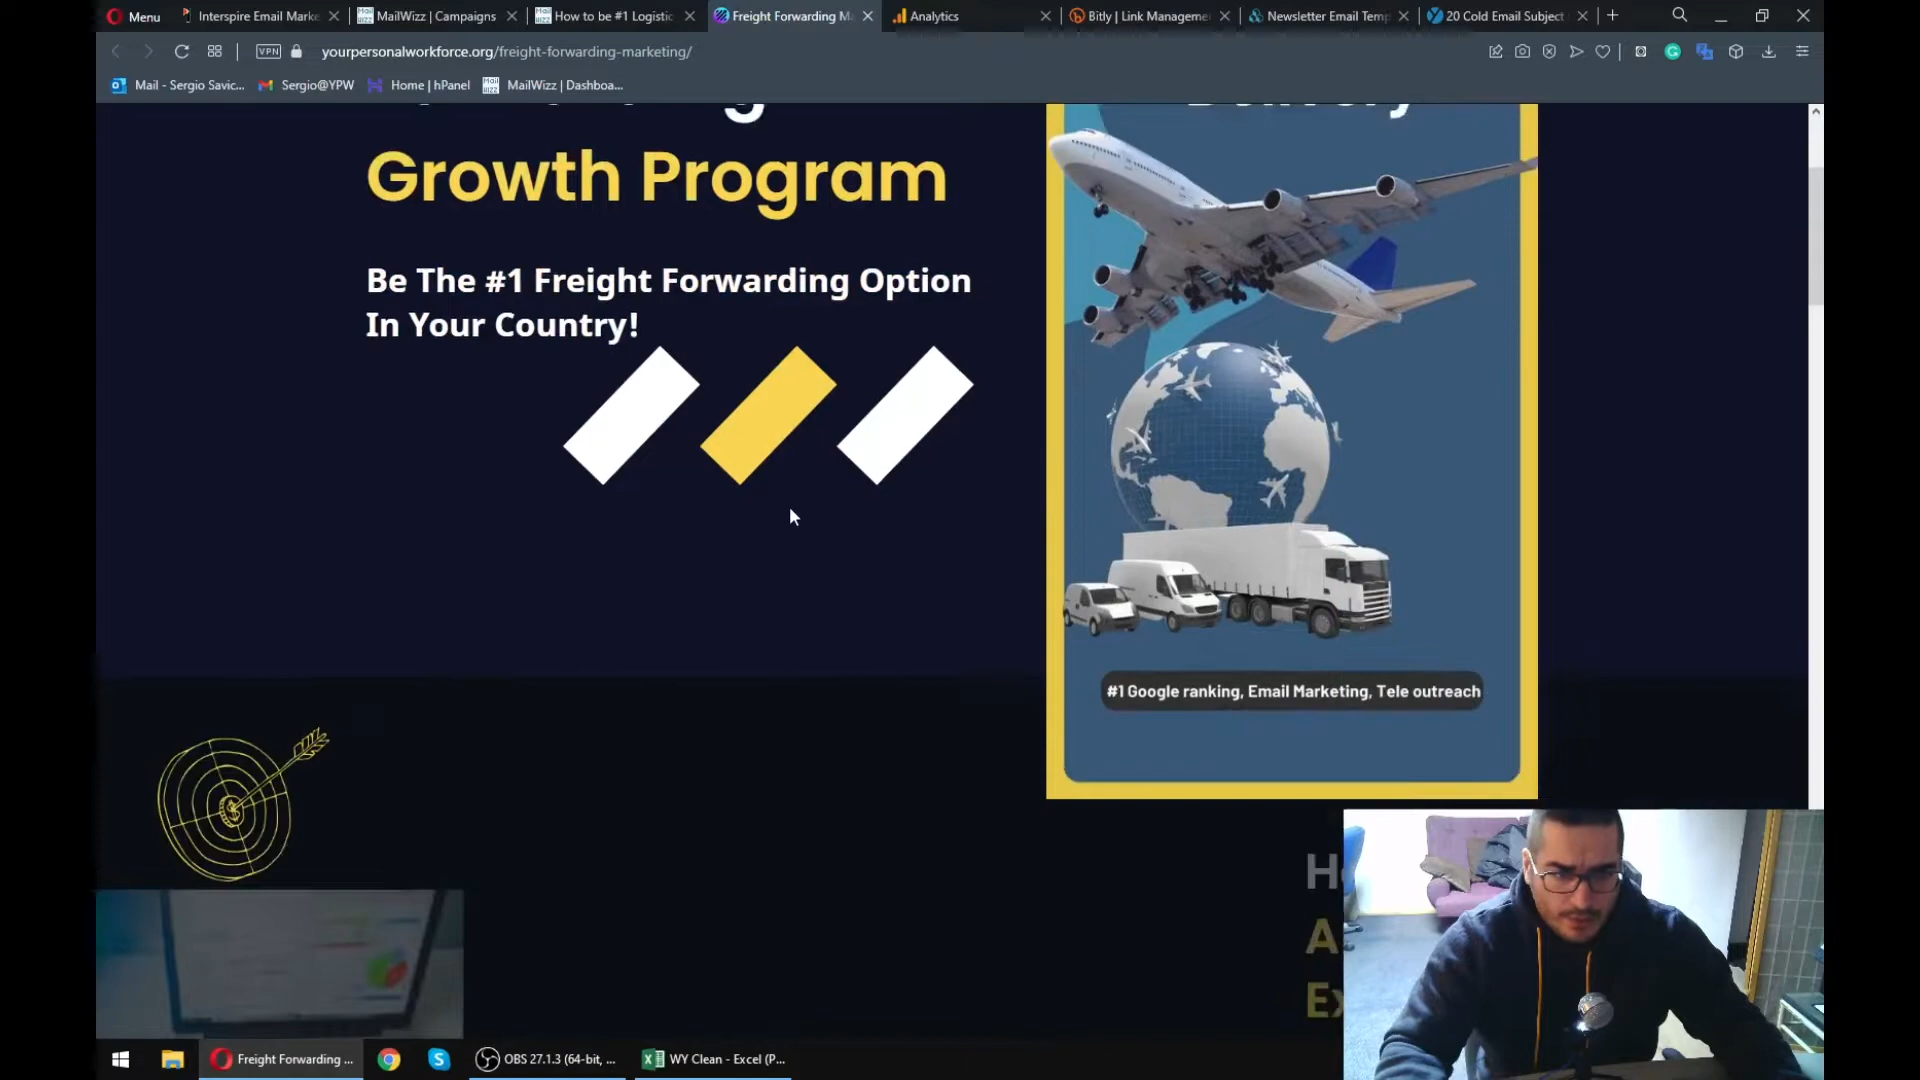 Menu
Interspire Email Marke
MailWizz | Campaigns
How to be #1 Logistic
Freight Forwarding M
Analytics
Bitly | Link Manageme
Newsletter Email Temp
20 Cold Email Subject
VPN
yourpersonalworkforce.org/freight-forwarding-marketing/
Mail - Sergio Savic...
Sergio@YPW
Home | hPanel
MailWizz | Dashboa...
Growth Program
Be The #1 Freight Forwarding Option
In Your Country!
#1 Google ranking, Email Marketing, Tele outreach
Freight Forwarding ...
OBS 27.1.3 (64-bit, ...
WY Clean - Excel (P...